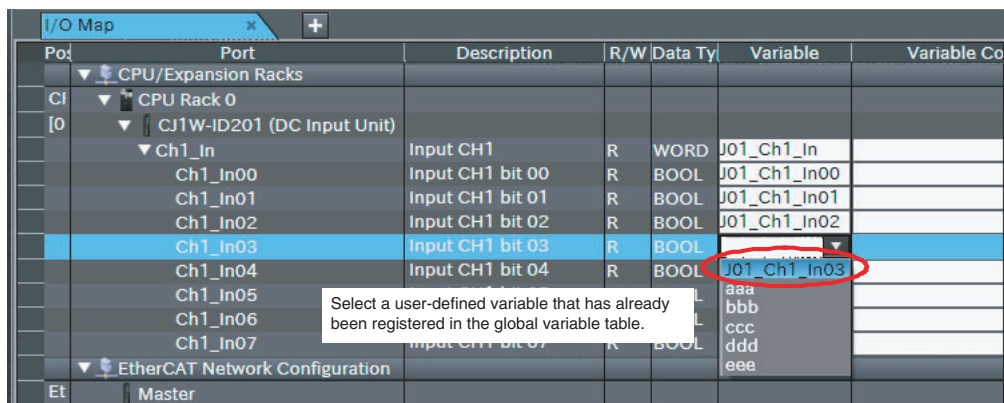 I/O Map × +
Pos Port Description R/W Data Ty Variable Variable Co
▼ CPU/Expansion Racks
CP ▼ CPU Rack 0
[0 ▼ CJ1W-ID201 (DC Input Unit)
▼ Ch1_In Input CH1 R WORD J01_Ch1_In
Ch1_In00 Input CH1 bit 00 R BOOL J01_Ch1_In00
Ch1_In01 Input CH1 bit 01 R BOOL J01_Ch1_In01
Ch1_In02 Input CH1 bit 02 R BOOL J01_Ch1_In02
Ch1_In03 Input CH1 bit 03 R BOOL ▼
Ch1_In04 Input CH1 bit 04 R BOOL J01_Ch1_In03
Ch1_In05 aaa
Ch1_In06 bbb
Ch1_In07 R BOOL ccc
ddd
eee
Select a user-defined variable that has already
been registered in the global variable table.
▼ EtherCAT Network Configuration
Et Master